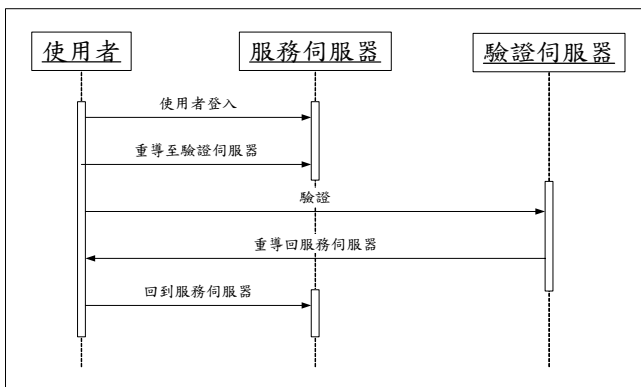 使用者
服務伺服器
驗證伺服器
使用者登入
重導至驗證伺服器
驗證
重導回服務伺服器
回到服務伺服器